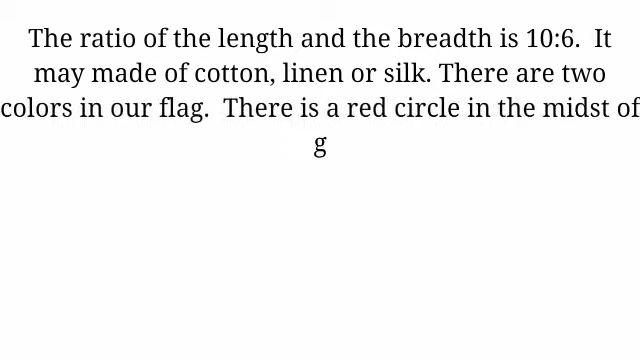 The ratio of the length and the breadth is 10:6.  It
may made of cotton, linen or silk. There are two
colors in our flag.  There is a red circle in the midst of
g